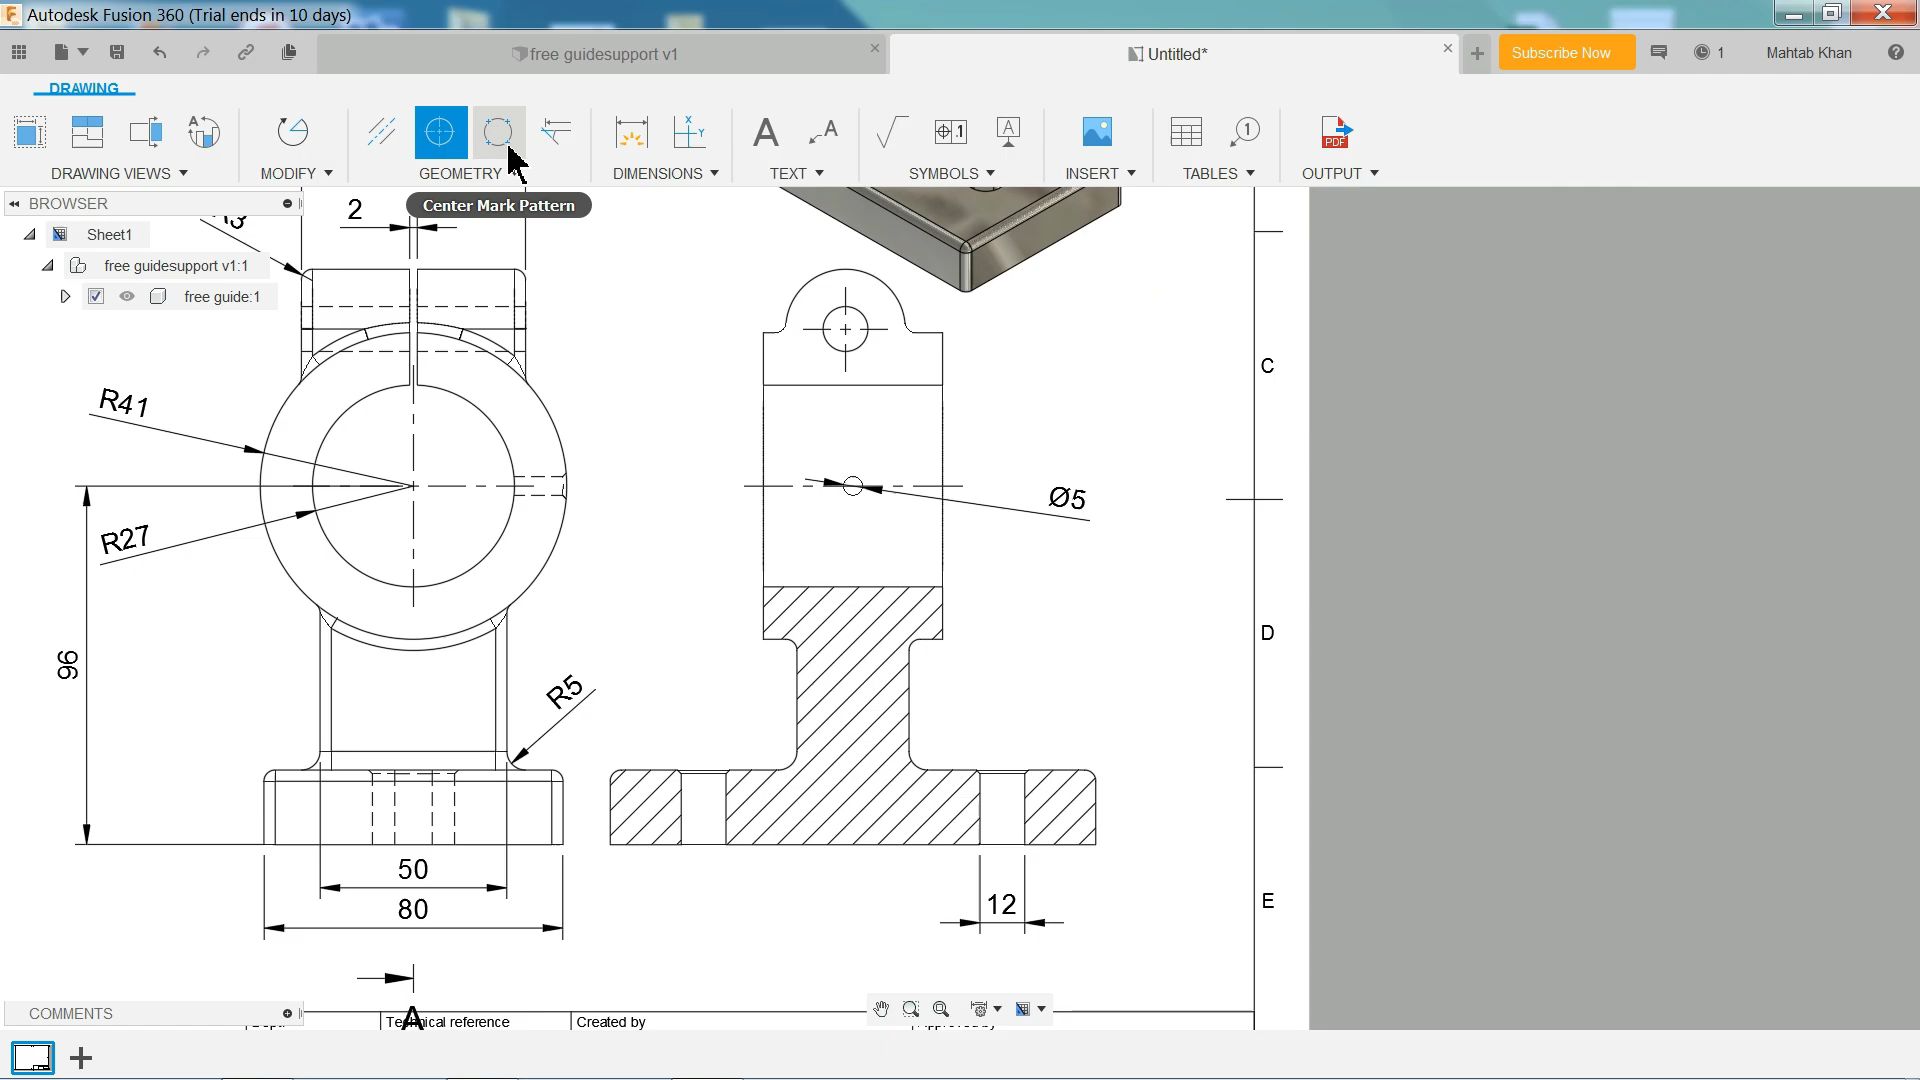 Autodesk Fusion 360 (Trial ends in 10 days)
free guidesupport v1
Untitled*
Subscribe Now
1
Mahtab Khan
DRAWING
DRAWING VIEWS
MODIFY
GEOMETRY
DIMENSIONS
TEXT
SYMBOLS
INSERT
TABLES
OUTPUT
Center Mark Pattern
BROWSER
Sheet1
free guidesupport v1:1
free guide:1
2
C
R41
Ø5
R27
D
96
R5
50
80
12
E
A
COMMENTS
Technical reference
Created by